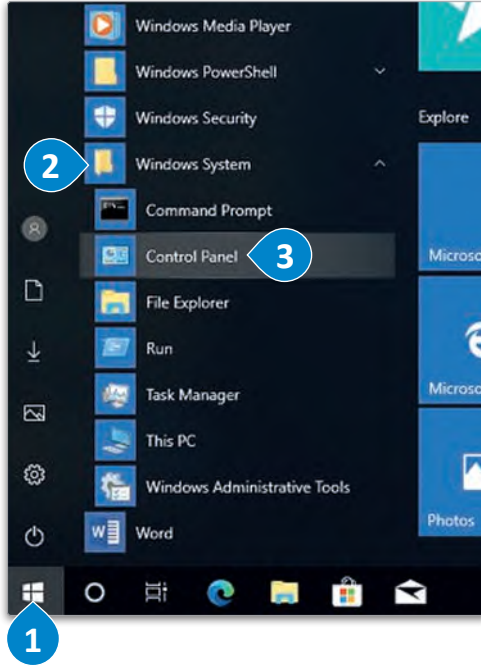 Windows Media Player
Windows PowerShell
Windows Security
Explore
2
Windows System
Command Prompt
Control Panel
3
Microso
File Explorer
Run
Task Manager
Microso
This PC
Windows Administrative Tools
Word
Photos
1